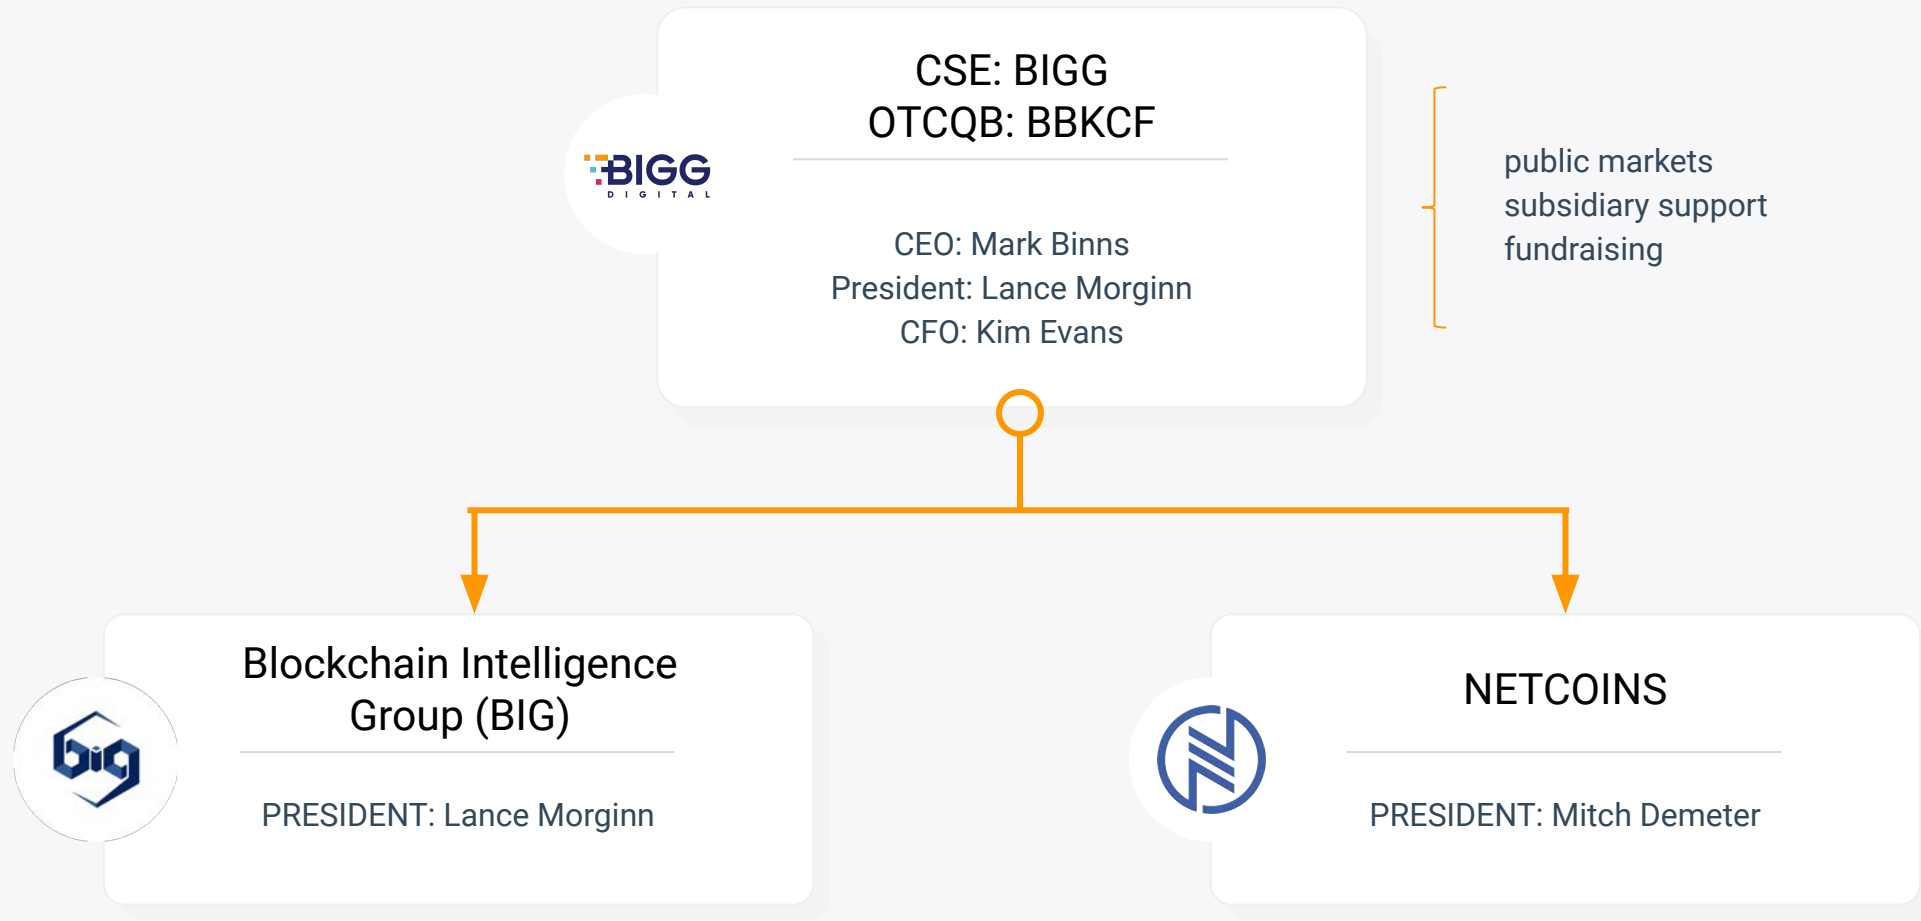 CSE: BIGG
OTCQB: BBKCF
BIGG
DIGITAL
CEO: Mark Binns
President: Lance Morginn
CFO: Kim Evans
public markets
subsidiary support
fundraising
Blockchain Intelligence
Group (BIG)
big
PRESIDENT: Lance Morginn
NETCOINS
PRESIDENT: Mitch Demeter